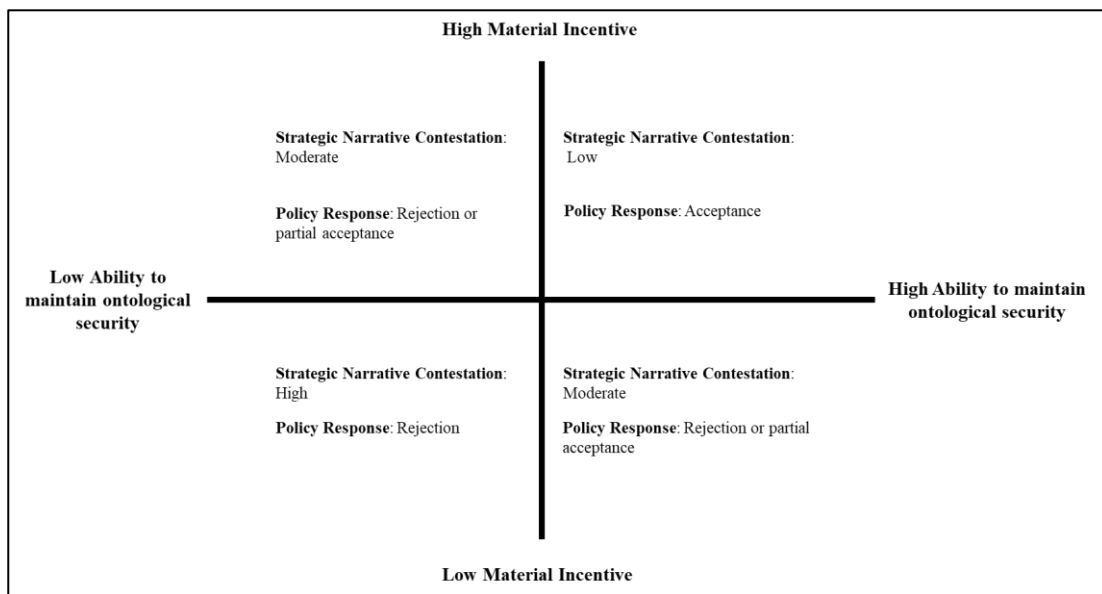 High Material Incentive
Strategic Narrative Contestation:
Moderate
Policy Response: Rejection or
partial acceptance
Strategic Narrative Contestation:
Low
Policy Response: Acceptance
Low Ability to
maintain ontological
security
High Ability to maintain
ontological security
Strategic Narrative Contestation:
High
Policy Response: Rejection
Strategic Narrative Contestation:
Moderate
Policy Response: Rejection or partial
acceptance
Low Material Incentive